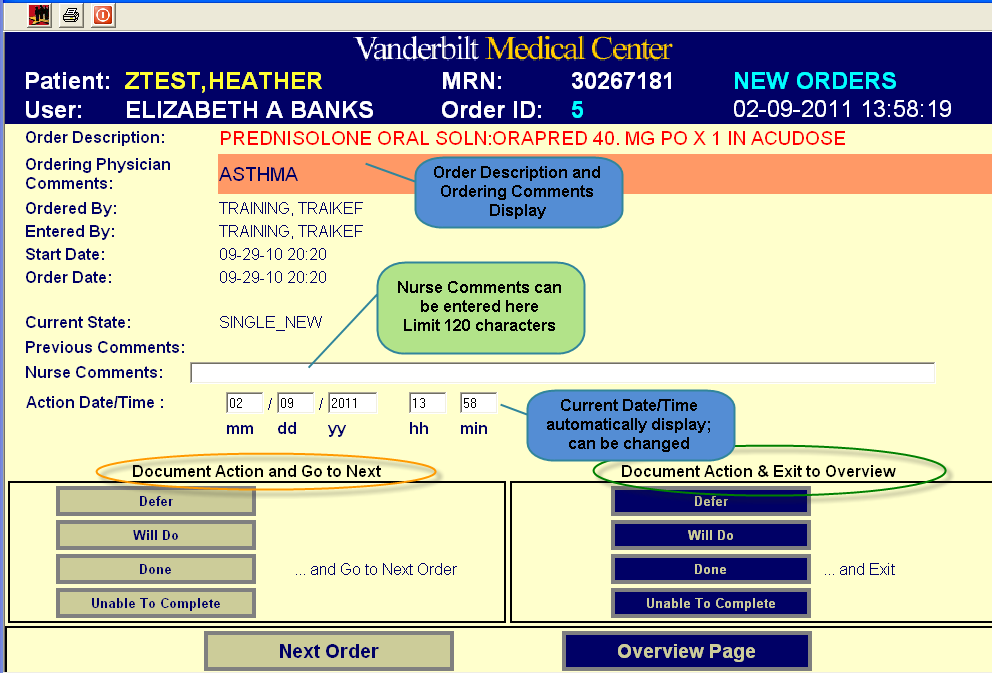 Vanderbilt Medical Center
Patient: ZTEST,HEATHER MRN: 30267181 NEW ORDERS
User: ELIZABETH A BANKS Order ID: 5 02-09-2011 13:58:19
Order Description: PREDNISOLONE ORAL SOLN:ORAPRED 40. MG PO X 1 IN ACUDOSE
Ordering Physician
Comments:
ASTHMA
Order Description and
Ordering Comments
Display
Ordered By: TRAINING, TRAIKEF
Entered By: TRAINING, TRAIKEF
Start Date: 09-29-10 20:20
Order Date: 09-29-10 20:20
Nurse Comments can
be entered here
Limit 120 characters
Current State: SINGLE_NEW
Previous Comments:
Nurse Comments:
Action Date/Time : 02 / 09 / 2011 13 58
mm dd yy hh min
Current Date/Time
automatically display;
can be changed
Document Action and Go to Next
Defer
Will Do
Done
Unable To Complete
... and Go to Next Order
Document Action & Exit to Overview
Defer
Will Do
Done
Unable To Complete
... and Exit
Next Order
Overview Page